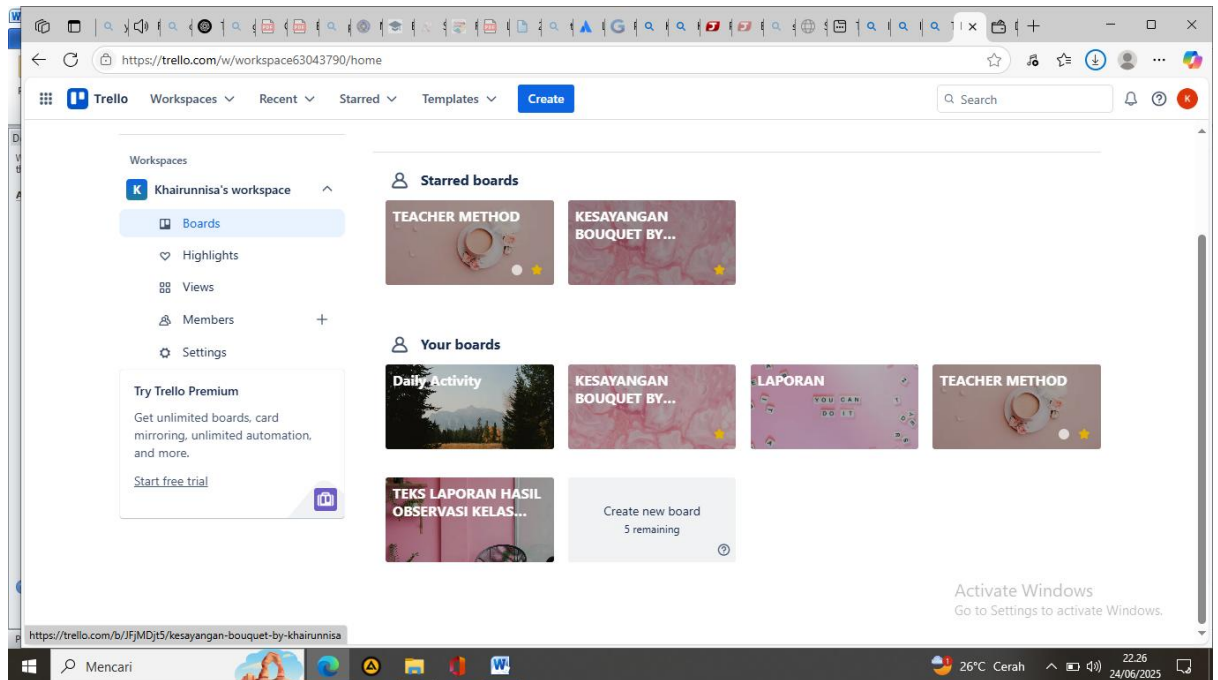 https://trello.com/w/workspace63043790/home
Trello Workspaces Recent Starred Templates Create Search K
Workspaces
K Khairunnisa's workspace
Boards
Highlights
Views
Members
Settings
Try Trello Premium
Get unlimited boards, card
mirroring, unlimited automation,
and more.
Start free trial
Starred boards
TEACHER METHOD
KESAYANGAN
BOUQUET BY...
Your boards
Daily Activity
KESAYANGAN
BOUQUET BY...
LAPORAN
YOU CAN
DO IT
TEACHER METHOD
TEKS LAPORAN HASIL
OBSERVASI KELAS...
Create new board
5 remaining
Activate Windows
Go to Settings to activate Windows.
https://trello.com/b/JFjMDjt5/kesayangan-bouquet-by-khairunnisa
Mencari
26°C Cerah
22.26
24/06/2025